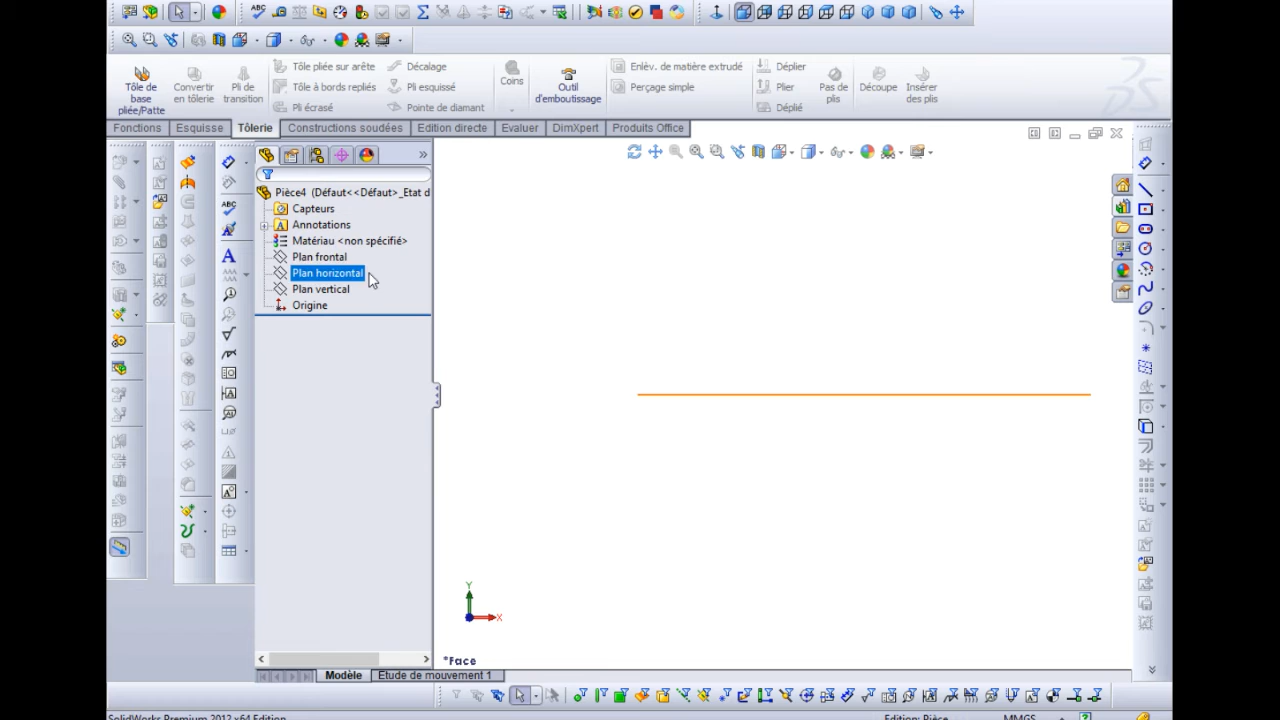 Tôle de base pliée/Patte
Convertir en tôlerie
Pli de transition
Tôle pliée sur arête
Tôle à bords repliés
Pli écrasé
Décalage
Pli esquissé
Pointe de diamant
Coins
Outil d'emboutissage
Enlèv. de matière extrudé
Perçage simple
Déplier
Plier
Déplié
Pas de plis
Découpe
Insérer des plis
Fonctions Esquisse Tôlerie Constructions soudées Edition directe Evaluer DimXpert Produits Office
Pièce4 (Défaut<<Défaut>_Etat d
Capteurs
Annotations
Matériau <non spécifié>
Plan frontal
Plan horizontal
Plan vertical
Origine
Y
X
*Face
Modèle Etude de mouvement 1
SolidWorks Premium 2012 x64 Edition Edition: Pièce MMGS